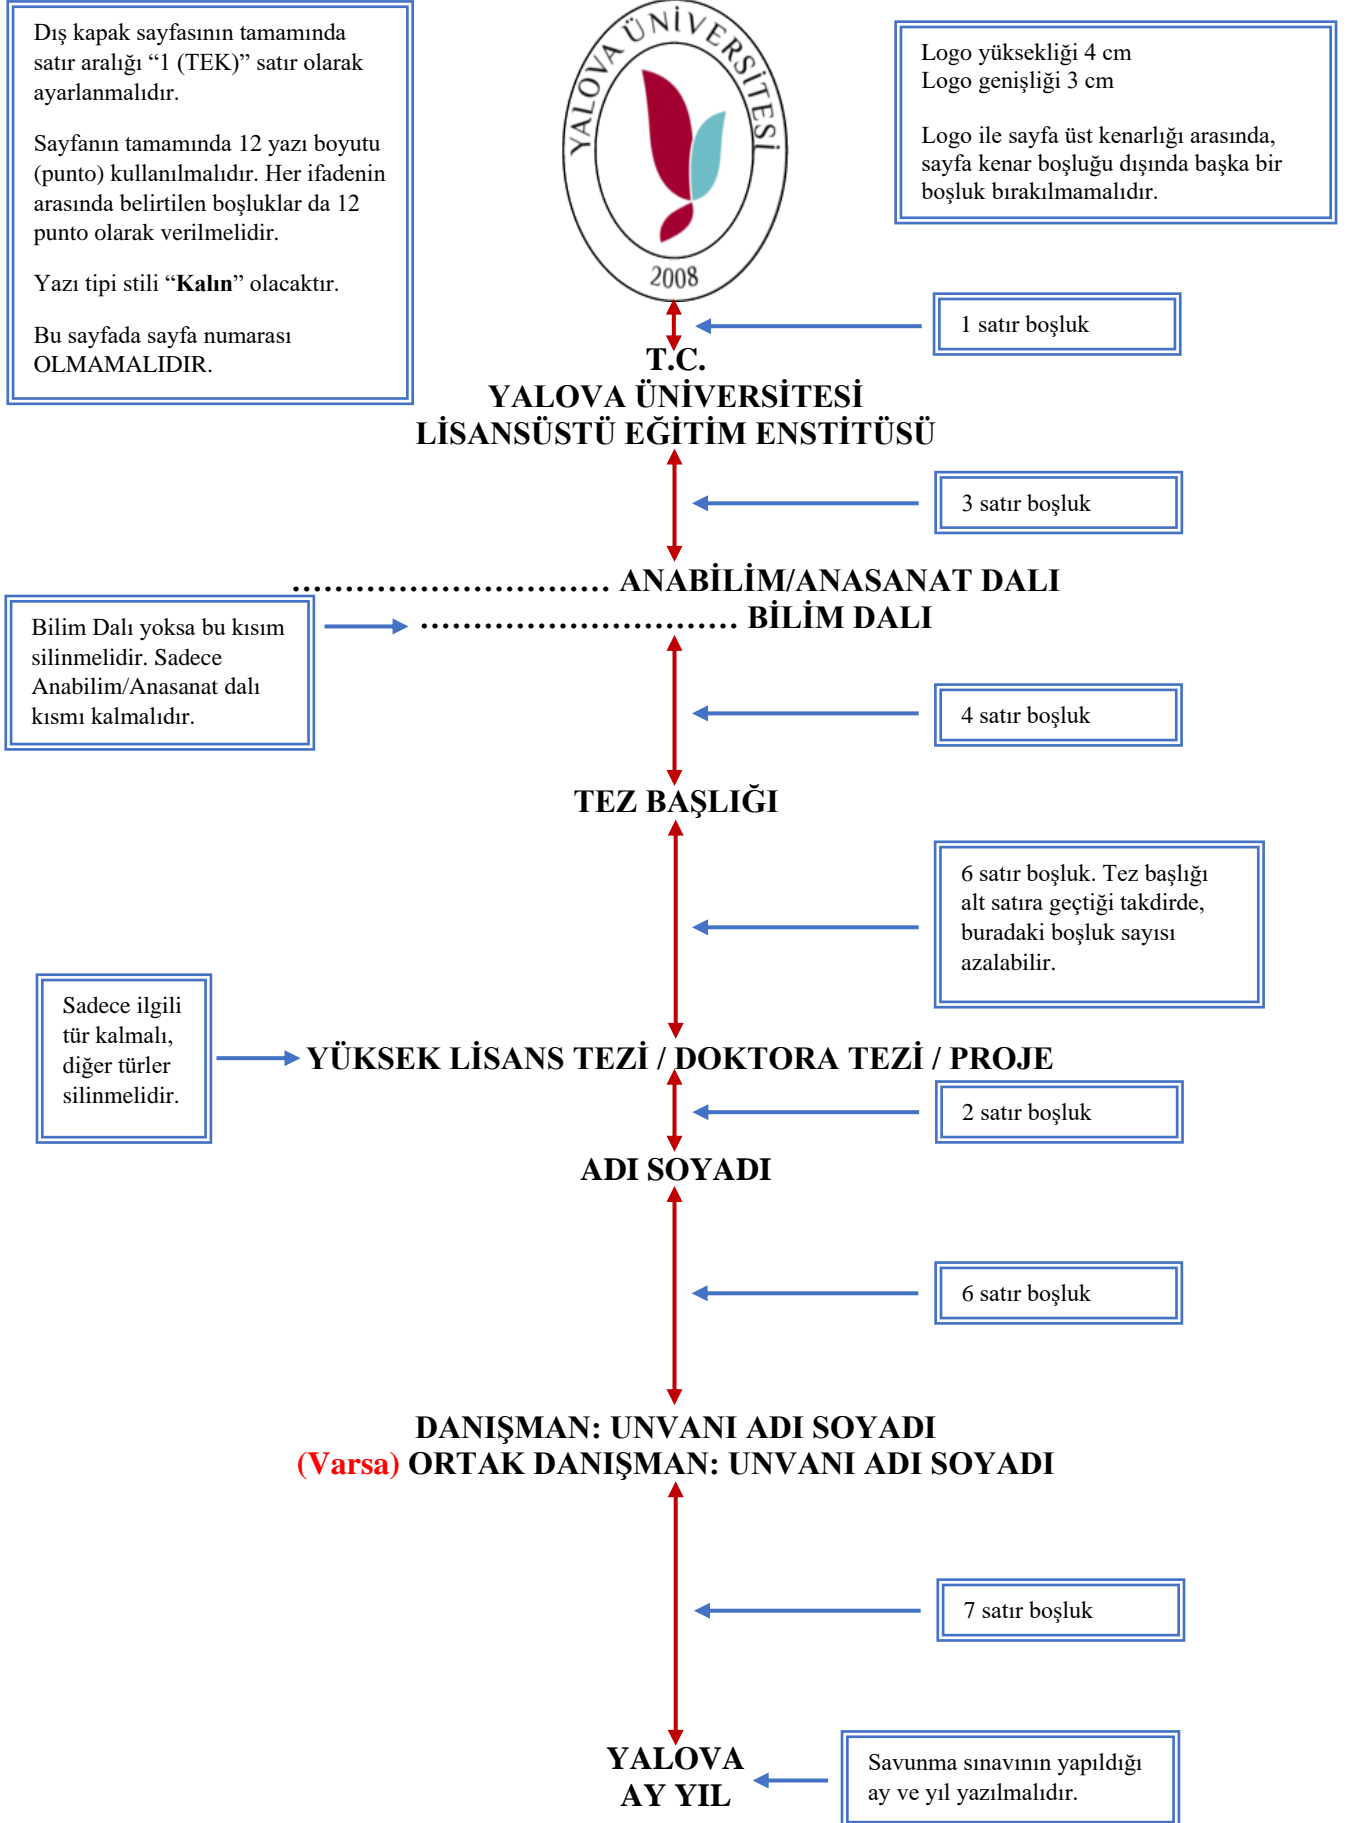 Dış kapak sayfasının tamamında
satır aralığı “1 (TEK)” satır olarak
ayarlanmalıdır.
Sayfanın tamamında 12 yazı boyutu
(punto) kullanılmalıdır. Her ifadenin
arasında belirtilen boşluklar da 12
punto olarak verilmelidir.
Yazı tipi stili “Kalın” olacaktır.
Bu sayfada sayfa numarası
OLMAMALIDIR.
YALOVA ÜNİVERSİTESİ
2008
Logo yüksekliği 4 cm
Logo genişliği 3 cm
Logo ile sayfa üst kenarlığı arasında,
sayfa kenar boşluğu dışında başka bir
boşluk bırakılmamalıdır.
1 satır boşluk
T.C.
YALOVA ÜNİVERSİTESİ
LİSANSÜSTÜ EĞİTİM ENSTİTÜSÜ
3 satır boşluk
………………………… ANABİLİM/ANASANAT DALI
………………………… BİLİM DALI
Bilim Dalı yoksa bu kısım
silinmelidir. Sadece
Anabilim/Anasanat dalı
kısmı kalmalıdır.
4 satır boşluk
TEZ BAŞLIĞI
6 satır boşluk. Tez başlığı
alt satıra geçtiği takdirde,
buradaki boşluk sayısı
azalabilir.
Sadece ilgili
tür kalmalı,
diğer türler
silinmelidir.
YÜKSEK LİSANS TEZİ / DOKTORA TEZİ / PROJE
2 satır boşluk
ADI SOYADI
6 satır boşluk
DANIŞMAN: UNVANI ADI SOYADI
(Varsa) ORTAK DANIŞMAN: UNVANI ADI SOYADI
7 satır boşluk
YALOVA
AY YIL
Savunma sınavının yapıldığı
ay ve yıl yazılmalıdır.